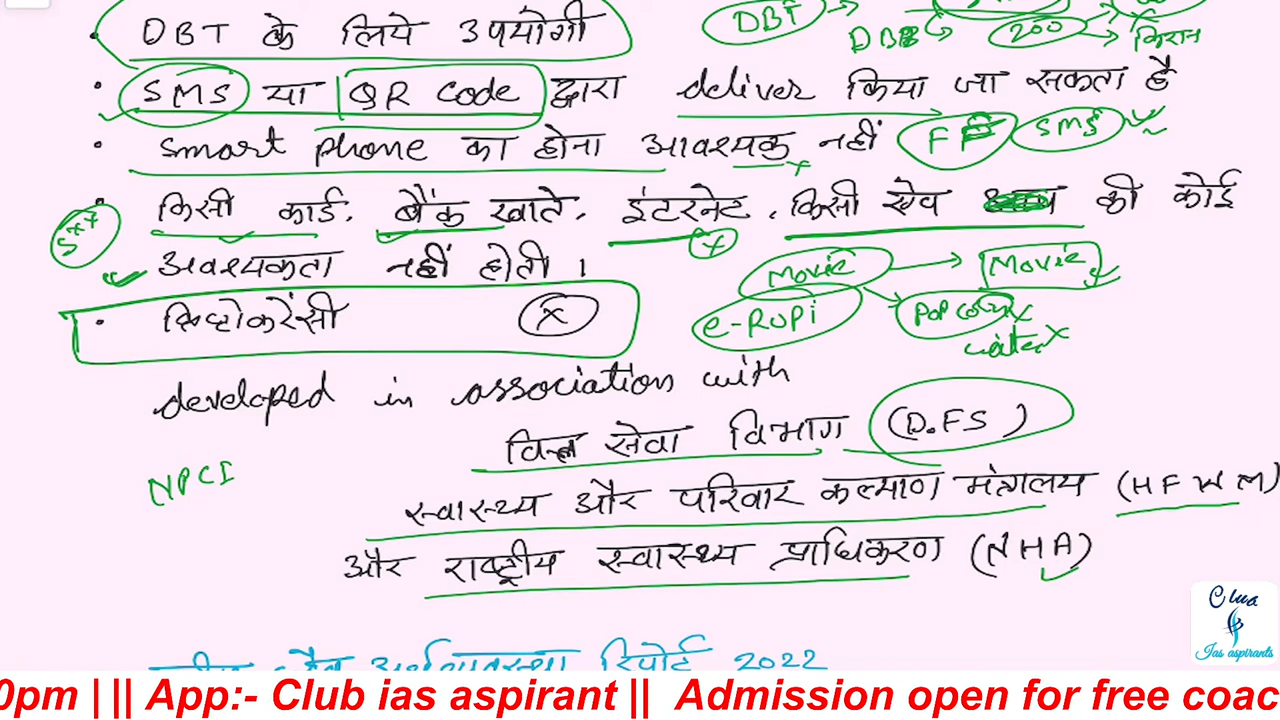 DBT के लिये उपयोगी
DBT
200
किसान
SMS या QR Code द्वारा deliver किया जा सकता है
Smart phone का होना आवश्यक नहीं
SMS
किसी कार्ड, बैंक खाते, इंटरनेट, किसी ऐप की कोई
आवश्यकता नहीं होती।
Movie
Movie
क्रिप्टोकरेंसी
e-RUPI
developed in association with
वित्त सेवा विभाग (D.FS)
NPCI
स्वास्थ्य और परिवार कल्याण मंत्रालय (HFWM)
और राष्ट्रीय स्वास्थ्य प्राधिकरण (NHA)
रिपोर्ट 2022
Ias aspirants
0pm | || App:- Club ias aspirant || Admission open for free coac